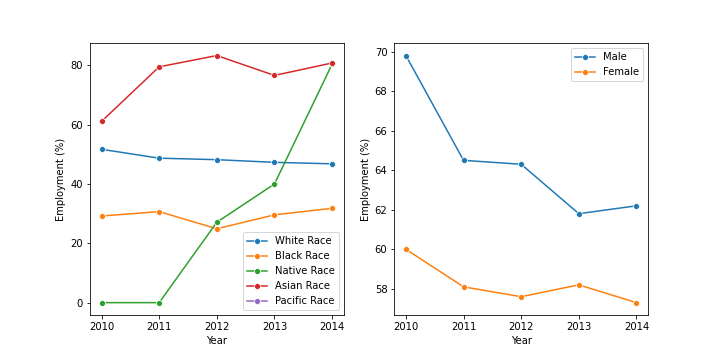 Employment (%)
80
60
40
20
0
White Race
Black Race
Native Race
Asian Race
Pacific Race
2010 2011 2012 2013 2014
Year
Employment (%)
70
68
66
64
62
60
58
Male
Female
2010 2011 2012 2013 2014
Year